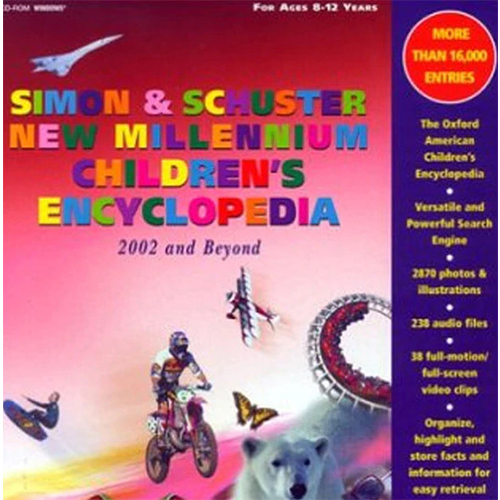 CD-ROM WINDOWS®
FOR AGES 8-12 YEARS
MORE
THAN 16,000
ENTRIES
SIMON & SCHUSTER
NEW MILLENNIUM
CHILDREN'S
ENCYCLOPEDIA
2002 and Beyond
The Oxford
American
Children's
Encyclopedia
•
Versatile and
Powerful Search
Engine
•
2870 photos &
illustrations
•
238 audio files
•
38 full-motion/
full-screen
video clips
•
Organize,
highlight and
store facts and
information for
easy retrieval